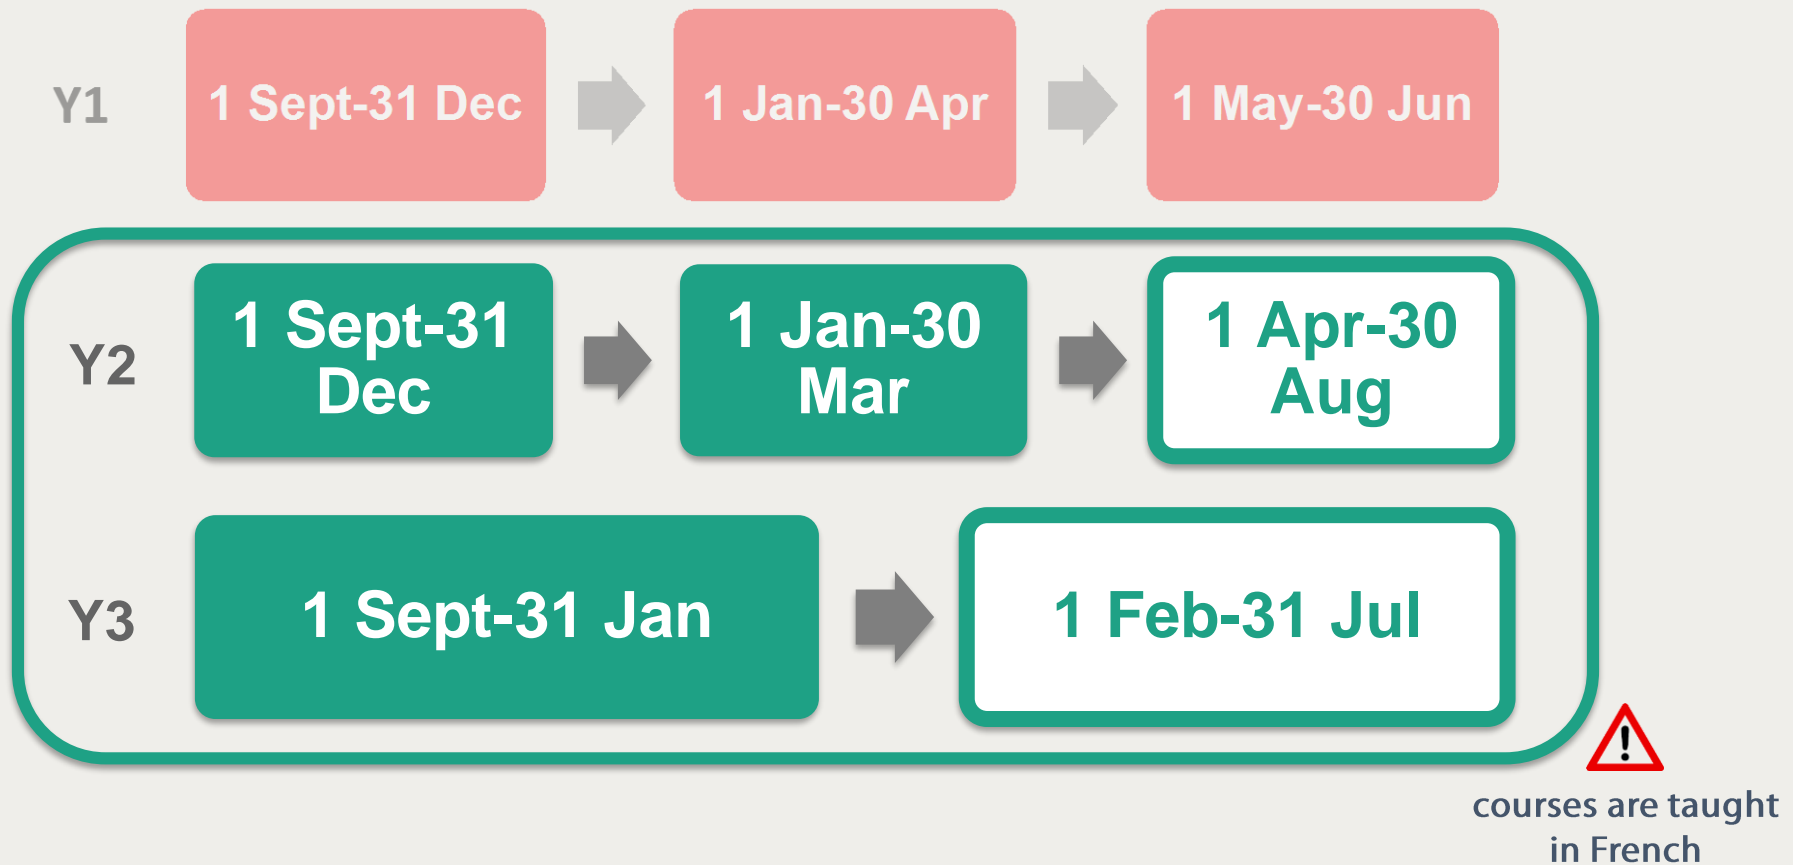 Y1
1 Sept-31 Dec
1 Jan-30 Apr
1 May-30 Jun
Y2
1 Sept-31
Dec
1 Jan-30
Mar
1 Apr-30
Aug
Y3
1 Sept-31 Jan
1 Feb-31 Jul
courses are taught
in French